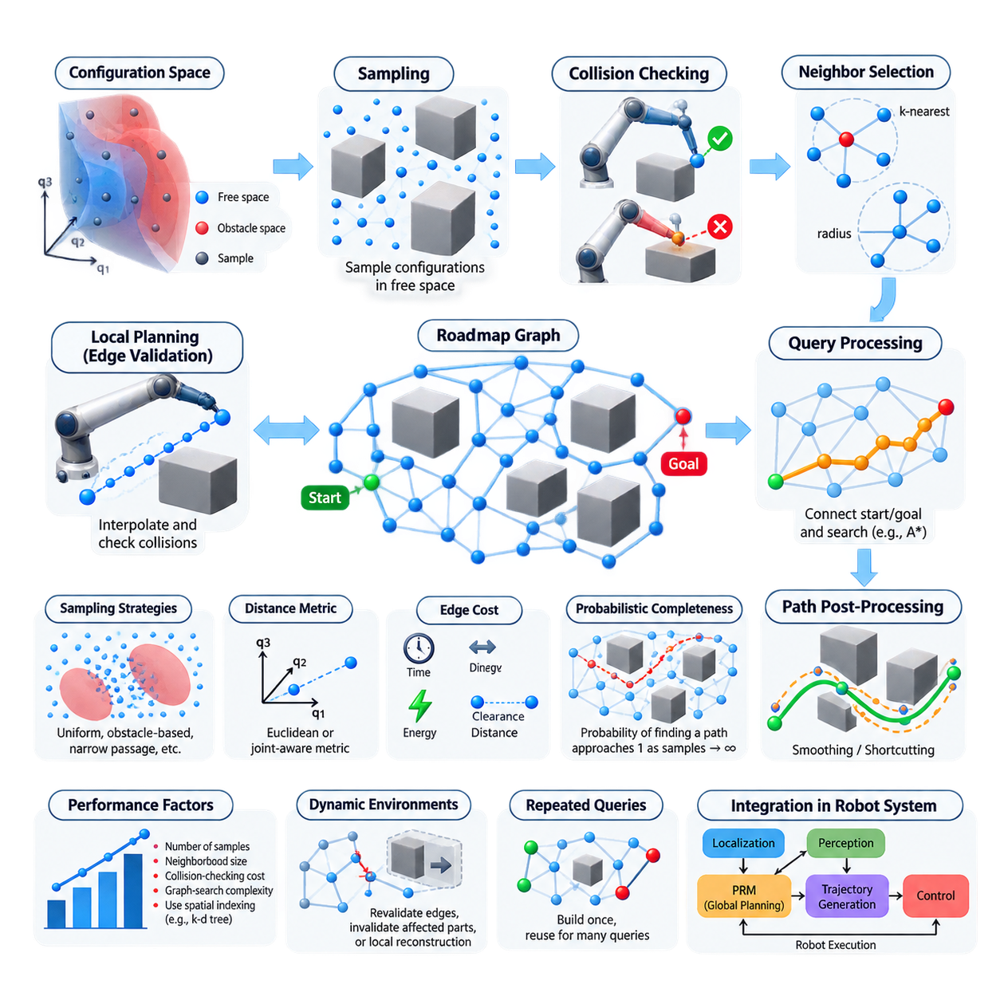 Configuration Space
q3
q2
q1
Free space
Obstacle space
Sample
Sampling
Sample configurations
in free space
Collision Checking
Neighbor Selection
k-nearest
radius
Local Planning
(Edge Validation)
Interpolate and
check collisions
Roadmap Graph
Start
Goal
Query Processing
Connect start/goal
and search (e.g., A*)
Sampling Strategies
Uniform, obstacle-based,
narrow passage, etc.
Distance Metric
q3
q2
q1
Euclidean or
joint-aware metric
Edge Cost
Time
Dinegy
Energy
Clearance
Distance
Probabilistic Completeness
Probability of finding a path
approaches 1 as samples → ∞
Path Post-Processing
Smoothing / Shortcutting
Performance Factors
Number of samples
Neighborbood size
Collision-checking cost
Graph-search complexity
Use spatial indexing
(e.g., k-d tree)
Dynamic Environments
Revalidate edges,
invalidate affected parts,
or local reconstruction
Repeated Queries
Build once,
reuse for many queries
Integration in Robot System
Localization
Perception
PRM
(Global Planning)
Trajectory
Generation
Control
Robot Execution